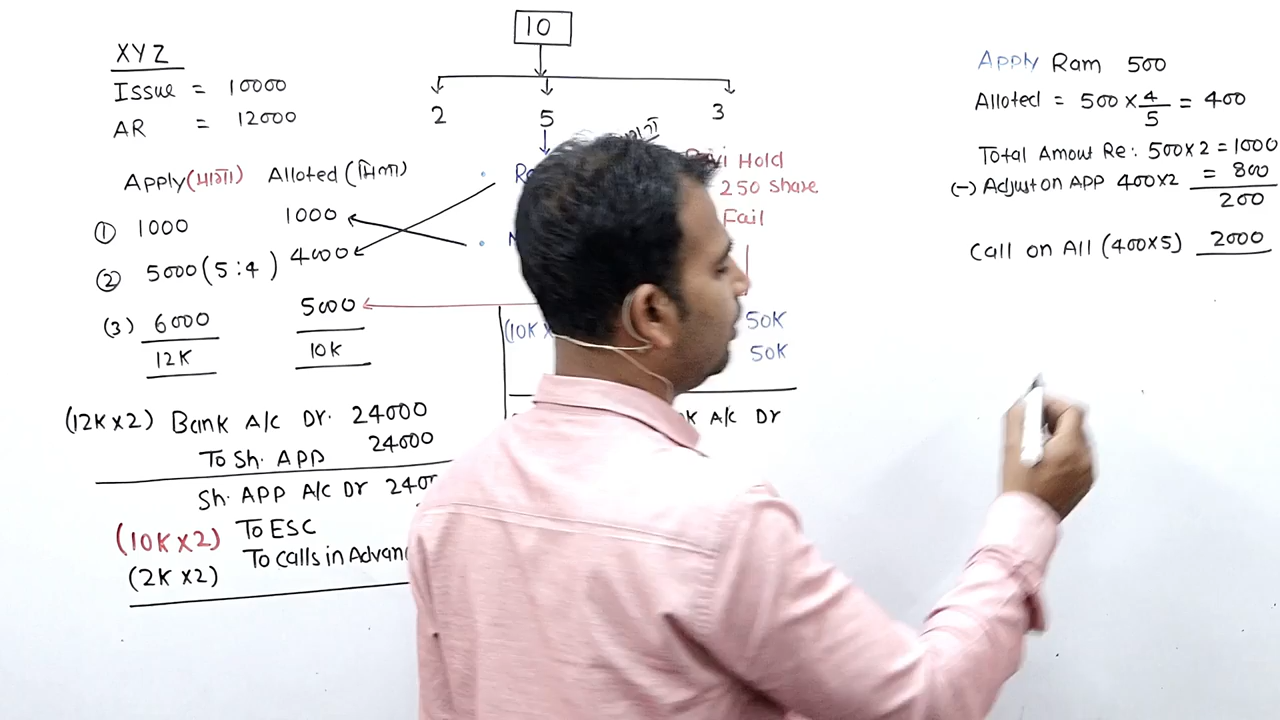 10
XYZ
Issue = 10000
AR = 12000
2 5 3
Apply(मांगा) Alloted (मिला)
① 1000 1000
② 5000(5:4) 4000
(3) 6000 5000
12K 10K
(12K×2) Bank A/c Dr. 24000
To Sh. APP 24000
Sh. APP A/c Dr
(10K×2) To ESC
(2K×2) To Calls in Advan
Hold
250 Share
Fail
(10K× 50K
50K
A/c Dr
Apply Ram 500
Alloted = 500 × 4/5 = 400
Total Amout Re: 500×2 = 1000
(-) Adjust on APP 400×2 = 800
200
Call on All (400×5) 2000